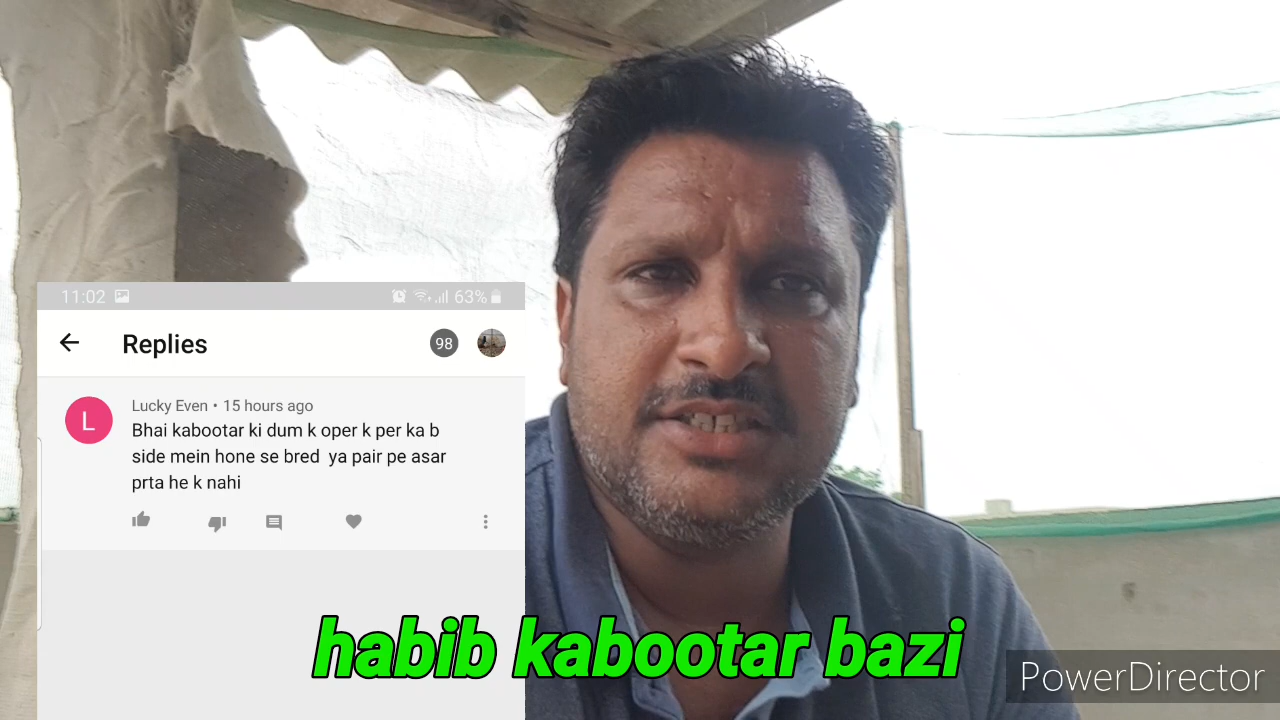 11:02 63%
Replies 98
L Lucky Even • 15 hours ago
Bhai kabootar ki dum k oper k per ka b
side mein hone se bred ya pair pe asar
prta he k nahi
habib kabootar bazi
PowerDirector